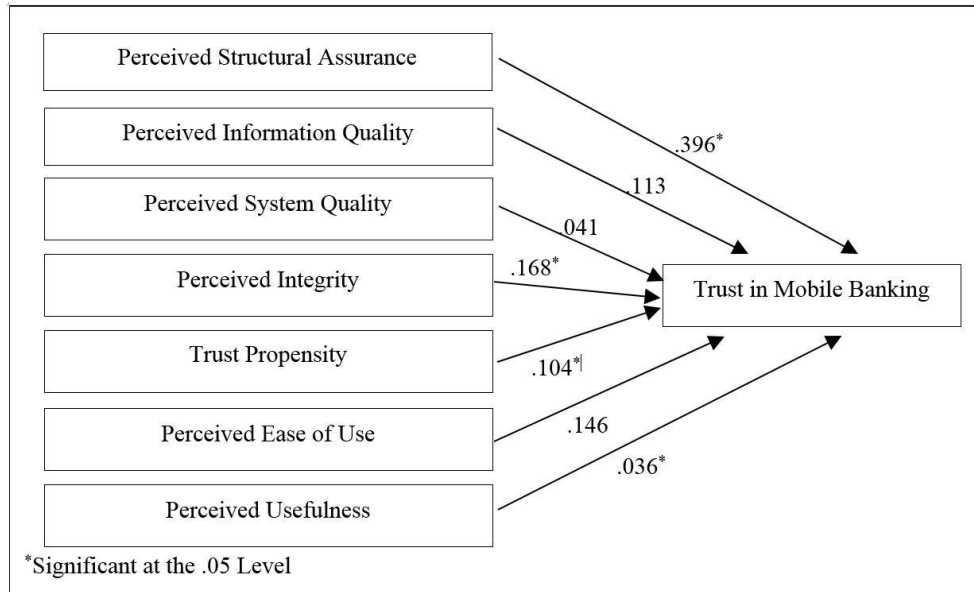 Perceived Structural Assurance
Perceived Information Quality
.396*
.113
Perceived System Quality
.041
Perceived Integrity
.168*
Trust in Mobile Banking
Trust Propensity
.104*
Perceived Ease of Use
.146
.036*
Perceived Usefulness
*Significant at the .05 Level